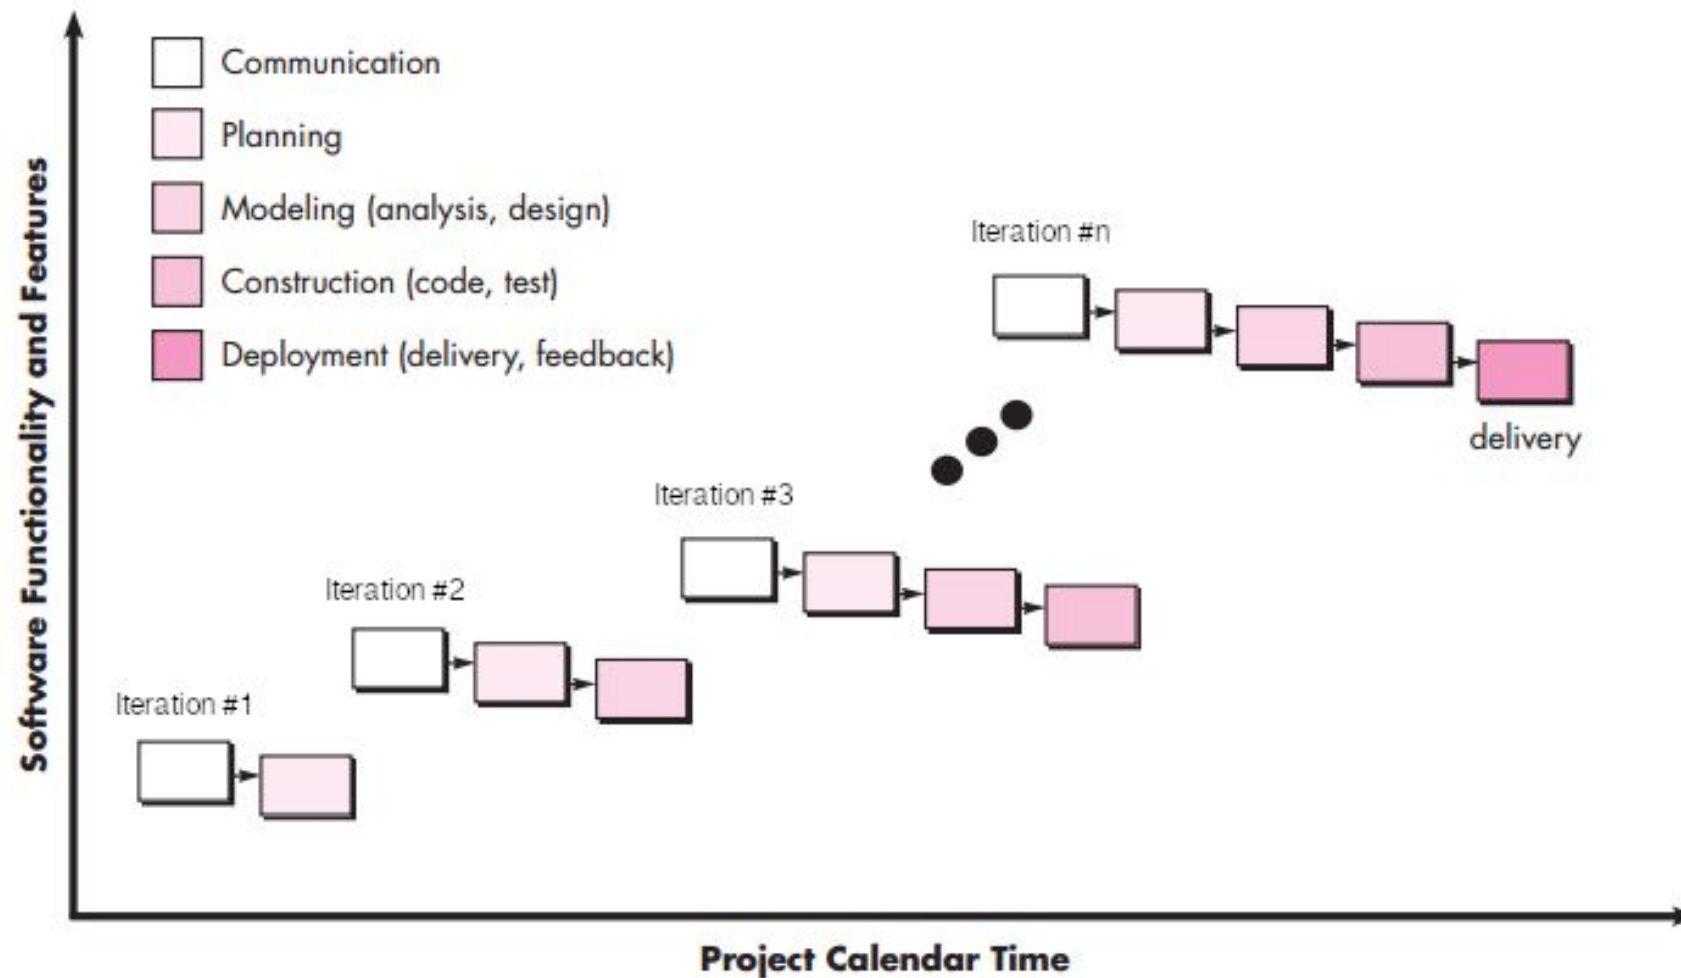 Communication
Planning
Modeling (analysis, design)
Construction (code, test)
Deployment (delivery, feedback)
Software Functionality and Features
Iteration #n
delivery
Iteration #3
Iteration #2
Iteration #1
Project Calendar Time